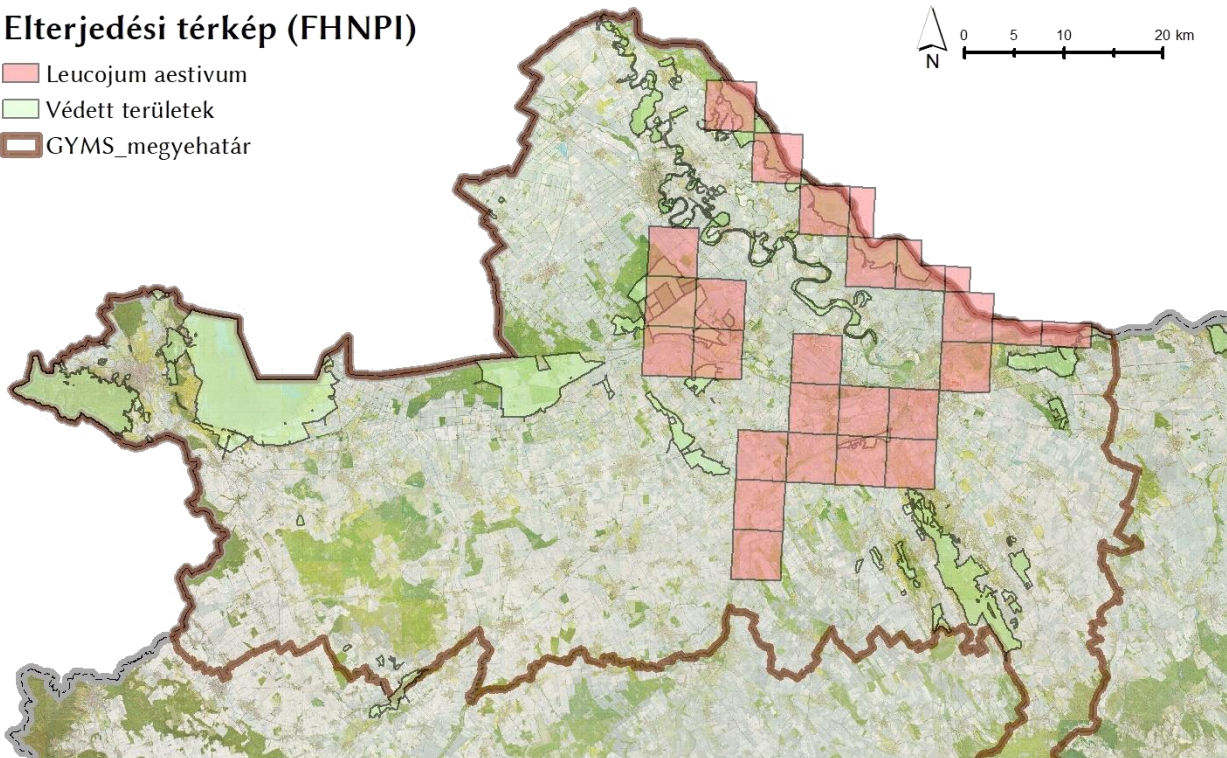 Elterjedési térkép (FHNPI)
Leucojum aestivum
Védett területek
GYMS_megyehatár
N
0 5 10 20 km